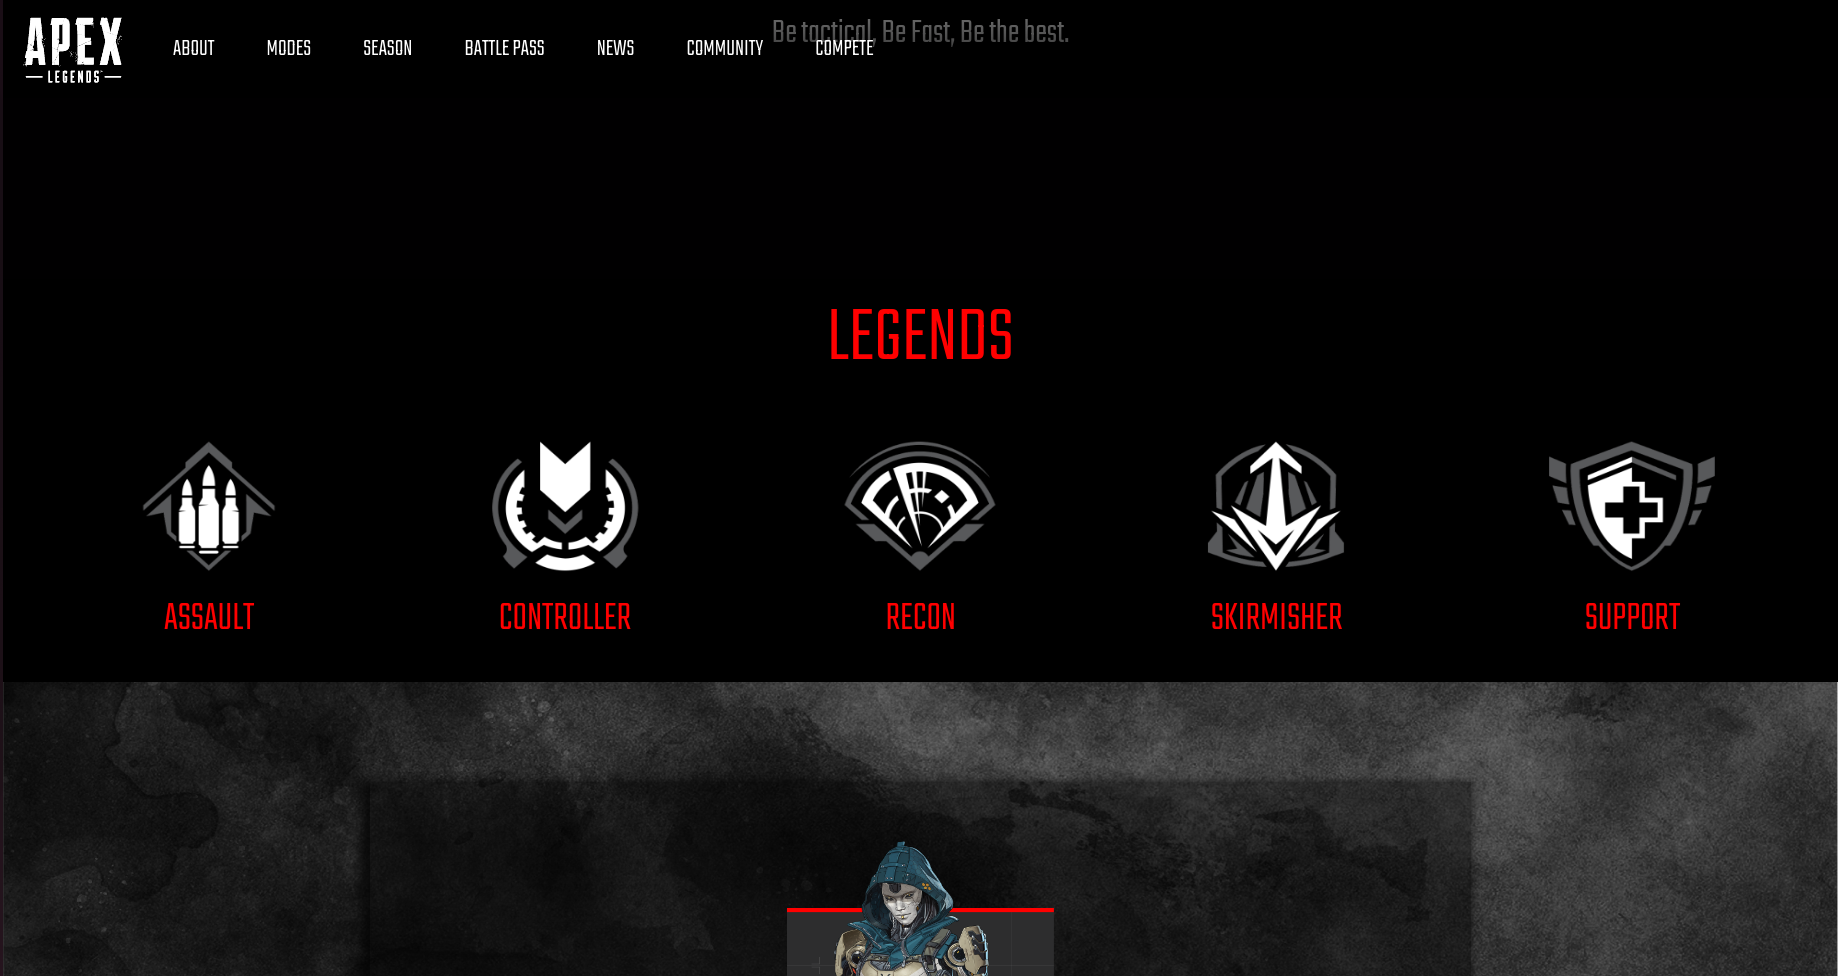 APEX
LEGENDS
ABOUT
MODES
SEASON
BATTLE PASS
NEWS
COMMUNITY
COMPETE
Be tactical, Be Fast, Be the best.
LEGENDS
ASSAULT
CONTROLLER
RECON
SKIRMISHER
SUPPORT